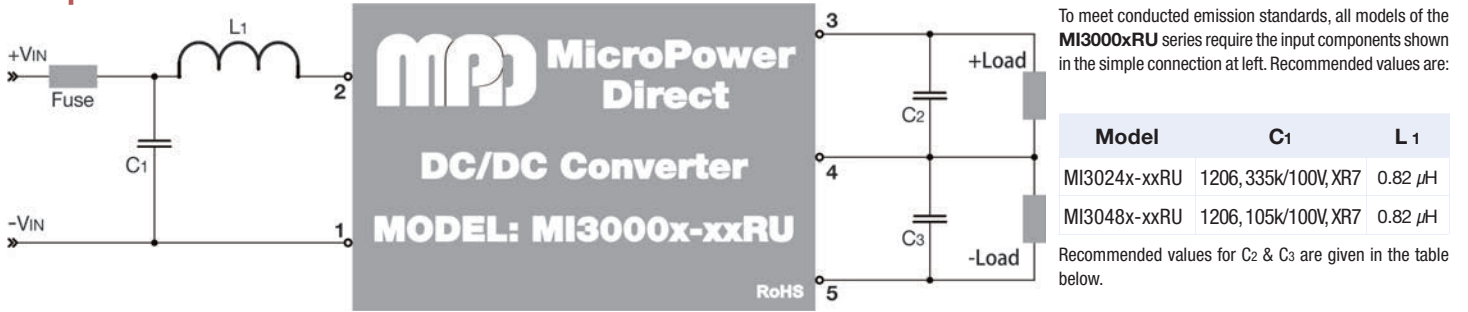 +VIN
Fuse
L1
C1
-VIN
2
1
MPD MicroPower
Direct
DC/DC Converter
MODEL: MI3000x-xxRU
RoHS
3
4
5
C2
C3
+Load
-Load
To meet conducted emission standards, all models of the
MI3000xRU series require the input components shown
in the simple connection at left. Recommended values are:
Model C1 L 1
MI3024x-xxRU 1206, 335k/100V, XR7 0.82 µH
MI3048x-xxRU 1206, 105k/100V, XR7 0.82 µH
Recommended values for C2 & C3 are given in the table
below.